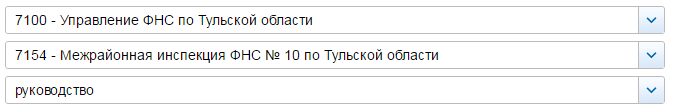 7100 - Управление ФНС по Тульской области
7154 - Межрайонная инспекция ФНС № 10 по Тульской области
руководство